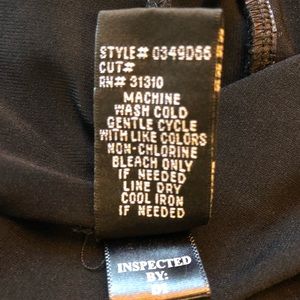 STYLE# 0349D56
CUT#
RN# 31310
MACHINE
WASH COLD
GENTLE CYCLE
WITH LIKE COLORS
NON-CHLORINE
BLEACH ONLY
IF NEEDED
LINE DRY
COOL IRON
IF NEEDED
INSPECTED
BY: